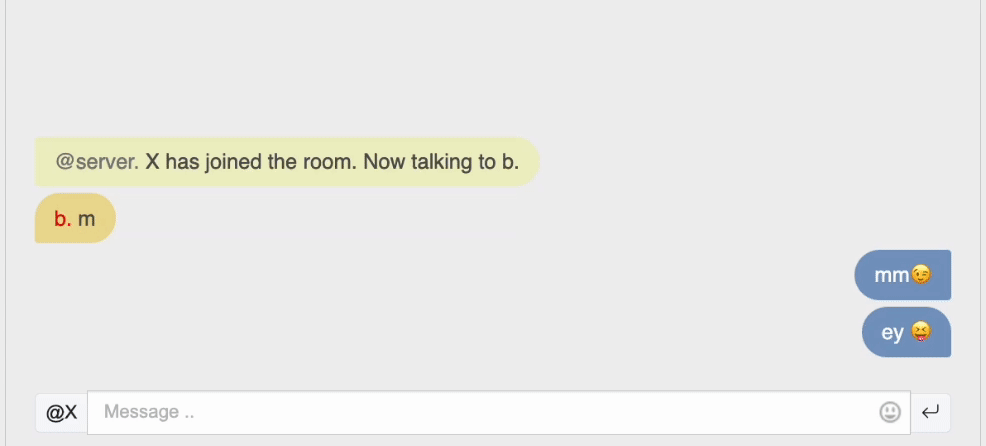 @server. X has joined the room. Now talking to b.
b. m
mm😉
ey 😝
@X Message ..